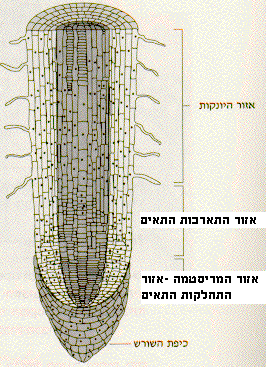 אזור היונקות
אזור התארכות התאים
אזור המריסטמה -אזור
התחלקות התאים
כיפת השורש